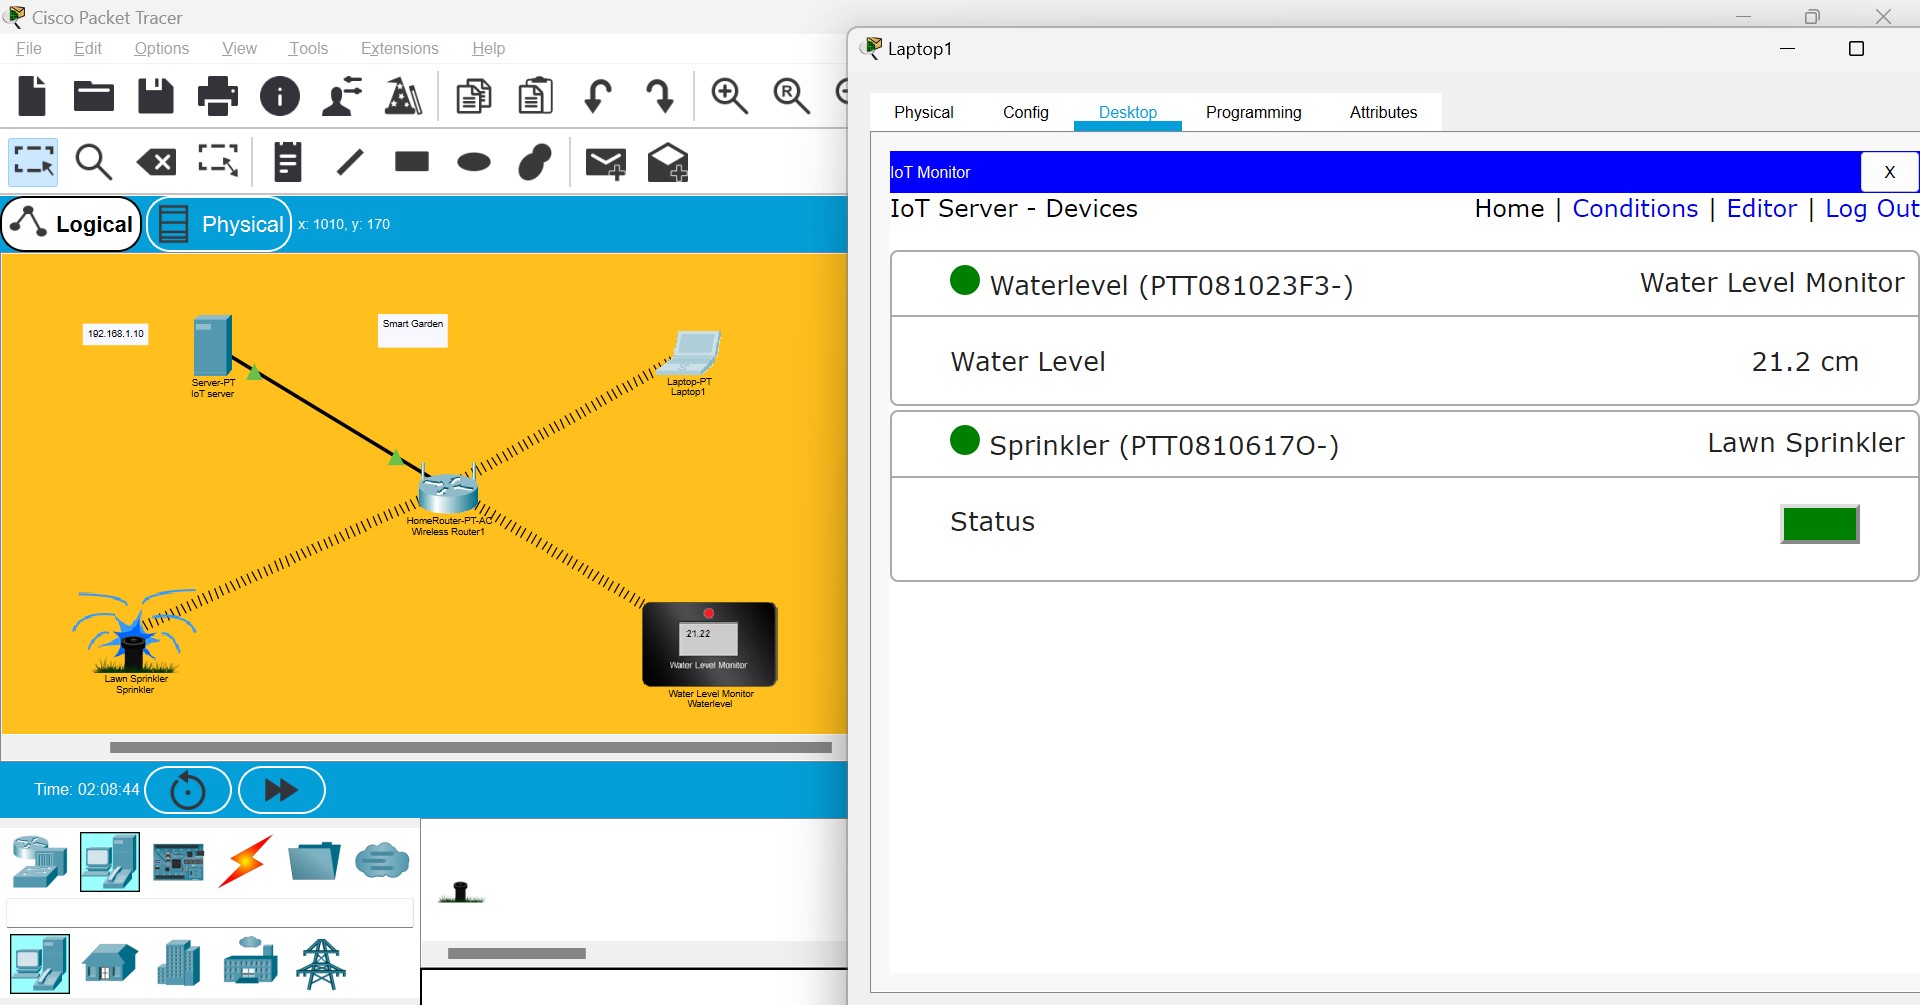 Cisco Packet Tracer
File Edit Options View Tools Extensions Help
Logical
Physical
x: 1010, y: 170
192.168.1.10
Server-PT
IoT server
Smart Garden
Laptop-PT
Laptop1
HomeRouter-PT-AC
Wireless Router1
Lawn Sprinkler
Sprinkler
21.22
Water Level Monitor
Water Level Monitor
Waterlevel
Time: 02:08:44
Laptop1
Physical Config Desktop Programming Attributes
IoT Monitor
X
IoT Server - Devices
Home | Conditions | Editor | Log Out
Waterlevel (PTT081023F3-)
Water Level Monitor
Water Level
21.2 cm
Sprinkler (PTT0810617O-)
Lawn Sprinkler
Status